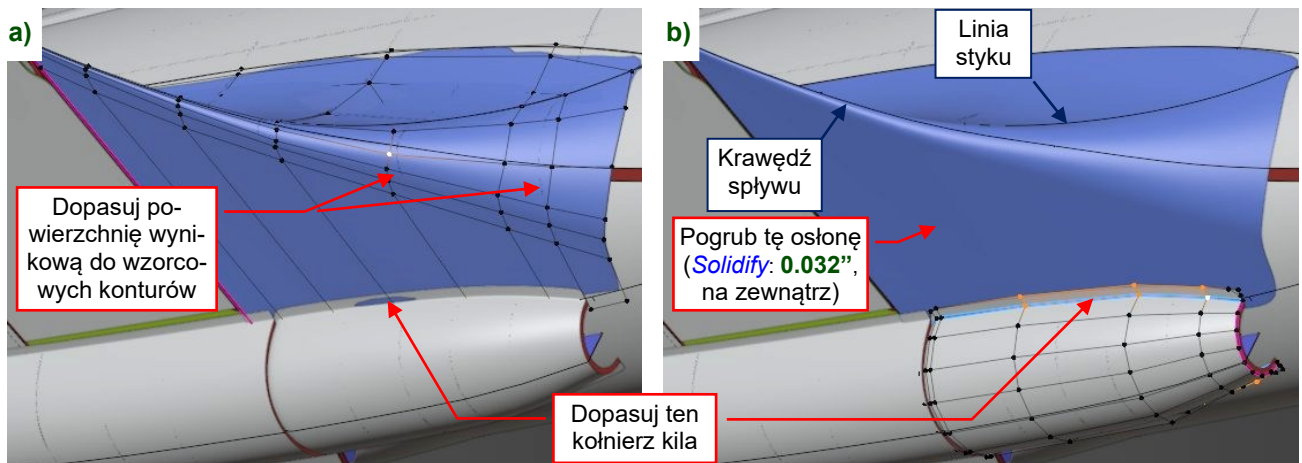 a)
Dopasuj po-
wierzchnię wyni-
kową do wzorco-
wych konturów
b)
Linia
styku
Krawędź
spływu
Pogrub tę osłonę
(Solidify: 0.032”,
na zewnątrz)
Dopasuj ten
kołnierz kila